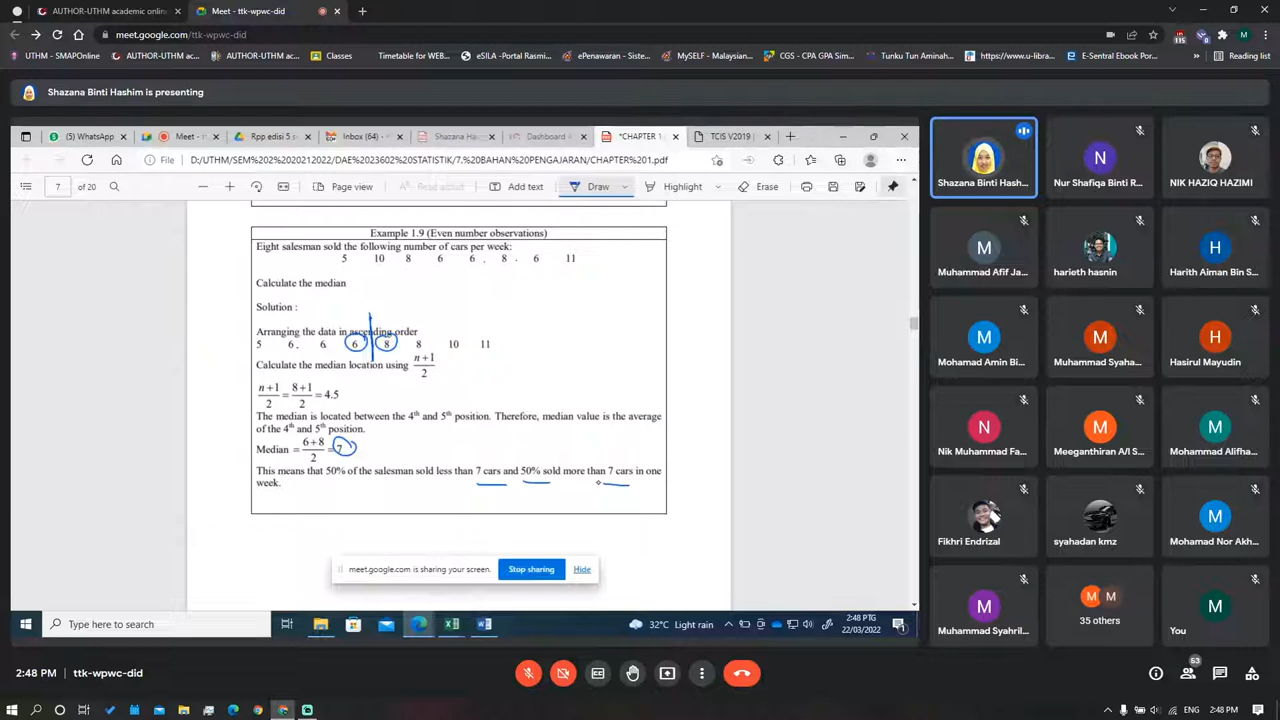 AUTHOR-UTHM academic online
Meet - ttk-wpwc-did
meet.google.com/ttk-wpwc-did
UTHM - SMAPOnline
AUTHOR-UTHM ac...
AUTHOR-UTHM ac...
Classes
Timetable for WEB...
eSILA -Portal Rasmi...
ePenawaran - Siste...
MySELF - Malaysian...
CGS - CPA GPA Sim...
Tunku Tun Aminah...
https://www.u-libra...
E-Sentral Ebook Por...
»
Reading list
Shazana Binti Hashim is presenting
(5) WhatsApp
Meet -
Rpp edisi 5 s
Inbox (64) -
Shazana Ha
Dashboard
*CHAPTER 1
TCIS V2019
File
D:/UTHM/SEM%202%2020212022/DAE%2023602%20STATISTIK/7.%20BAHAN%20PENGAJARAN/CHAPTER%201.pdf
7 of 20
Page view
Read aloud
Add text
Draw
Highlight
Erase
Example 1.9 (Even number observations)
Eight salesman sold the following number of cars per week:
5 10 8 6 6 8 6 11
Calculate the median
Solution :
Arranging the data in ascending order
5 6 6 6 8 8 10 11
Calculate the median location using n+1/2
n+1/2 = 8+1/2 = 4.5
The median is located between the 4th and 5th position. Therefore, median value is the average
of the 4th and 5th position.
Median = 6+8/2 = 7
This means that 50% of the salesman sold less than 7 cars and 50% sold more than 7 cars in one
week.
meet.google.com is sharing your screen.
Stop sharing
Hide
Type here to search
32°C Light rain
2:48 PTG
22/03/2022
Shazana Binti Hash...
N
Nur Shafiqa Binti R...
NIK HAZIQ HAZIMI
M
Muhammad Afif Ja...
harieth hasnin
H
Harith Aiman Bin S...
M
Mohamad Amin Bi...
M
Muhammad Syaha...
H
Hasirul Mayudin
N
Nik Muhammad Fa...
M
Meeganthiran A/l S...
M
Mohamad Alifha...
Fikhri Endrizal
syahadan kmz
M
Mohamad Nor Akh...
M
Muhammad Syahril...
M M
35 others
M
You
2:48 PM
ttk-wpwc-did
53
ENG
2:48 PM